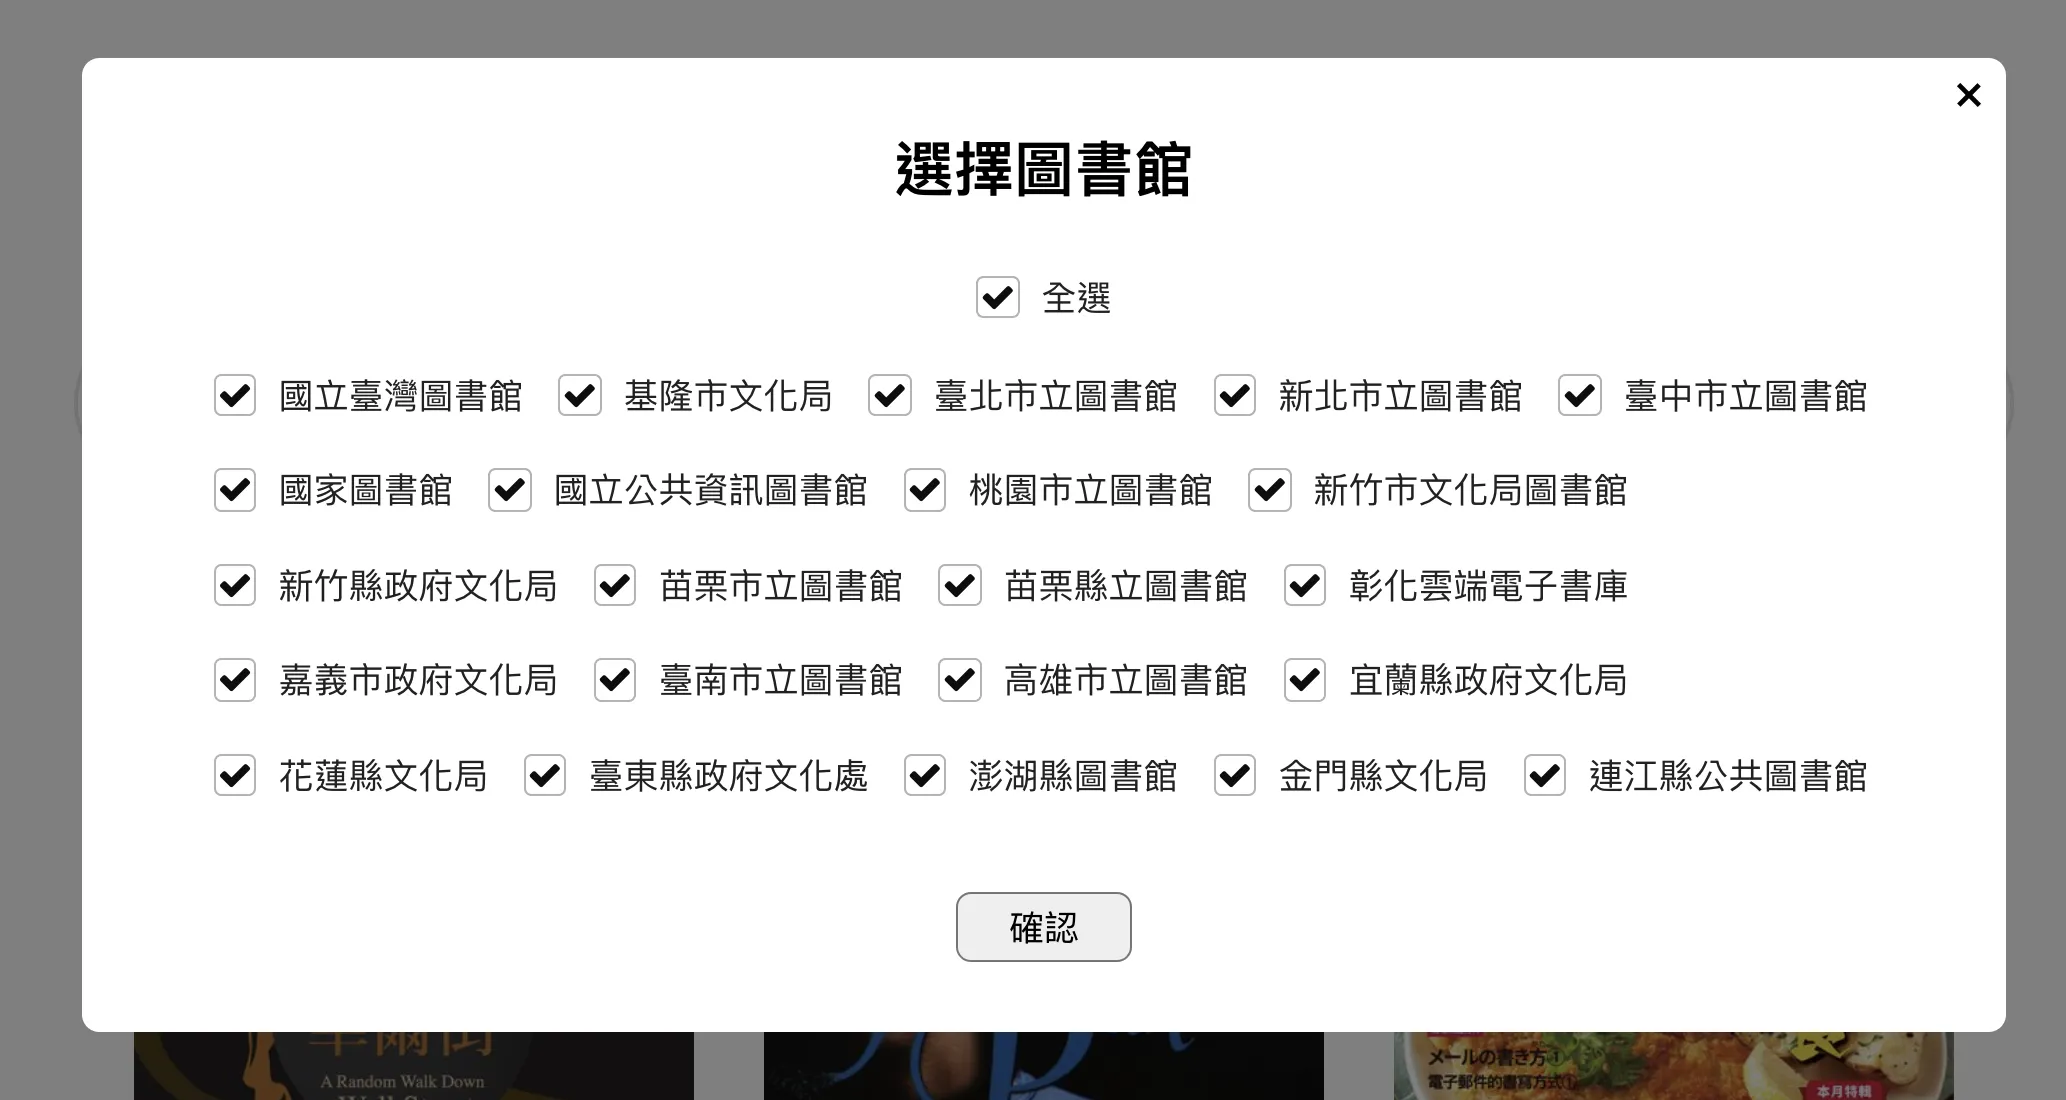 選擇圖書館
全選
國立臺灣圖書館 基隆市文化局 臺北市立圖書館 新北市立圖書館 臺中市立圖書館
國家圖書館 國立公共資訊圖書館 桃園市立圖書館 新竹市文化局圖書館
新竹縣政府文化局 苗栗市立圖書館 苗栗縣立圖書館 彰化雲端電子書庫
嘉義市政府文化局 臺南市立圖書館 高雄市立圖書館 宜蘭縣政府文化局
花蓮縣文化局 臺東縣政府文化處 澎湖縣圖書館 金門縣文化局 連江縣公共圖書館
確認
A Random Walk Down
メールの書き方①
電子郵件的書寫方式①
本月特輯